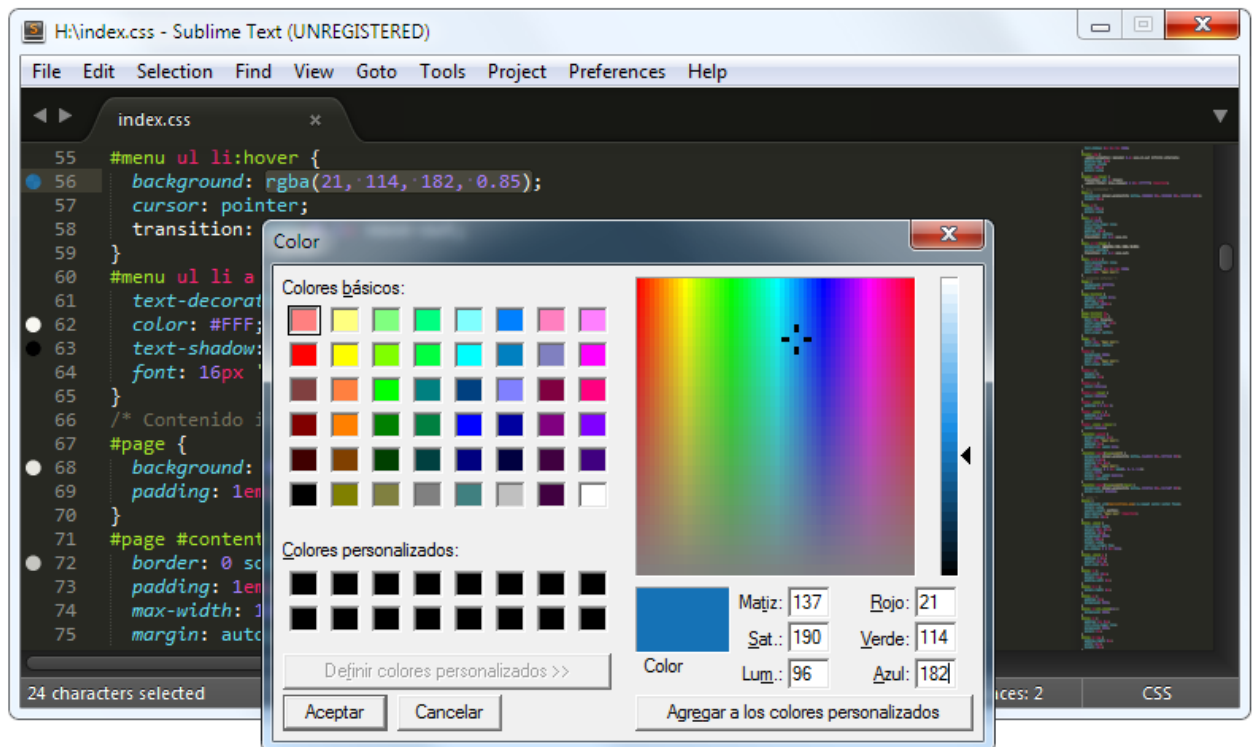 H:\index.css - Sublime Text (UNREGISTERED)
File Edit Selection Find View Goto Tools Project Preferences Help
index.css
55 #menu ul li:hover {
56 background: rgba(21, 114, 182, 0.85);
57 cursor: pointer;
58 transition:
59 }
60 #menu ul li a
61 text-decorat
62 color: #FFF;
63 text-shadow:
64 font: 16px '
65 }
66 /* Contenido i
67 #page {
68 background:
69 padding: 1em
70 }
71 #page #content
72 border: 0 so
73 padding: 1em
74 max-width: 1
75 margin: auto
24 characters selected
aces: 2
CSS
Color
Colores básicos:
Colores personalizados:
Definir colores personalizados >>
Aceptar Cancelar
Color
Matiz: 137 Rojo: 21
Sat.: 190 Verde: 114
Lum.: 96 Azul: 182
Agregar a los colores personalizados